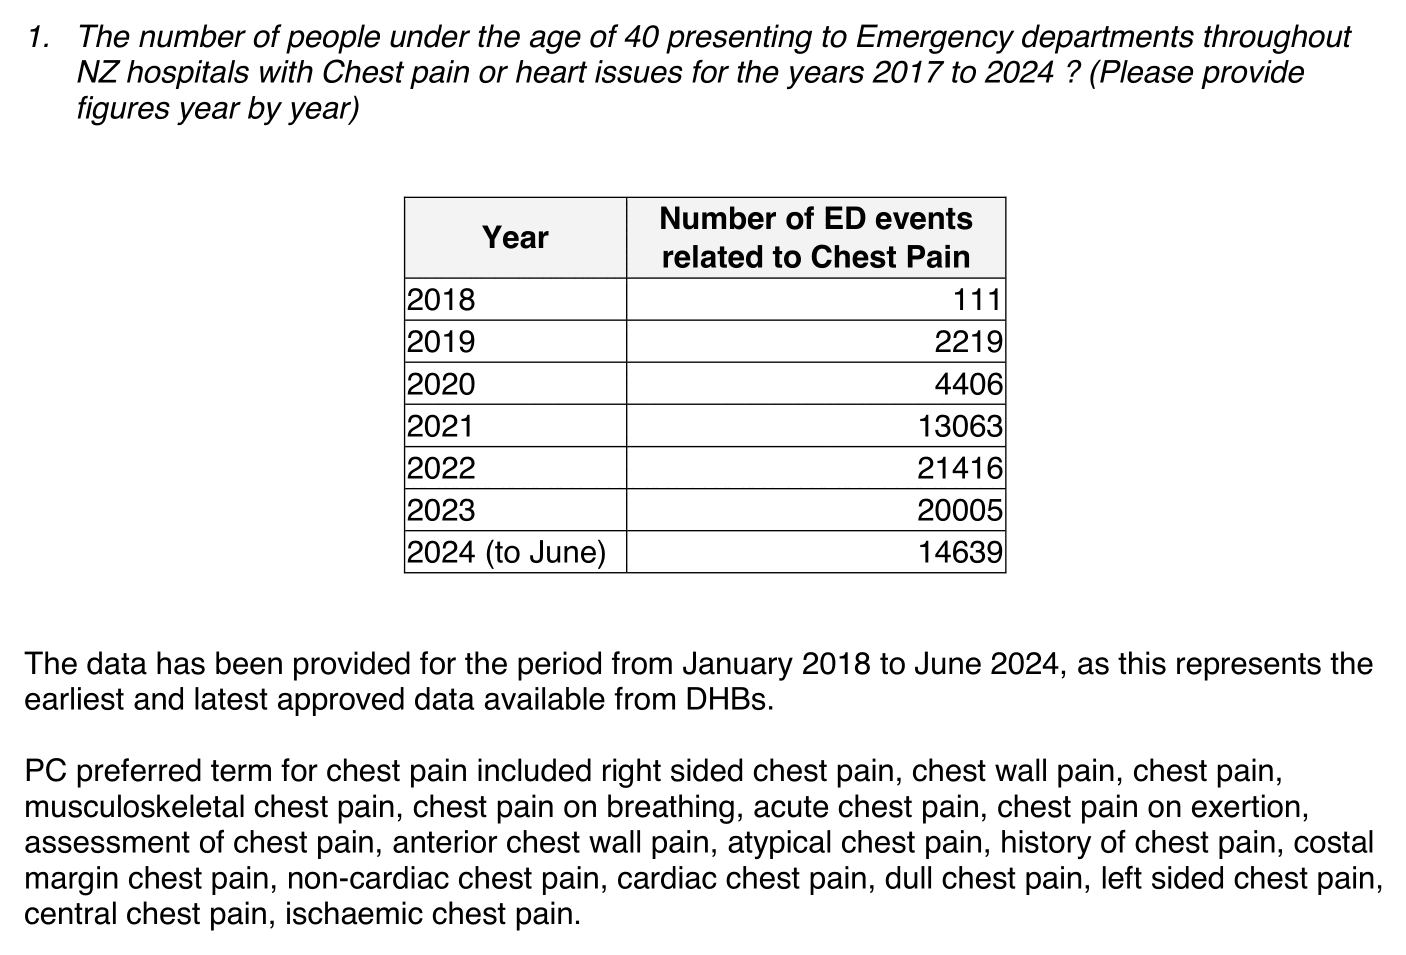 1. The number of people under the age of 40 presenting to Emergency departments throughout
NZ hospitals with Chest pain or heart issues for the years 2017 to 2024 ? (Please provide
figures year by year)
Year
Number of ED events
related to Chest Pain
2018 111
2019 2219
2020 4406
2021 13063
2022 21416
2023 20005
2024 (to June) 14639
The data has been provided for the period from January 2018 to June 2024, as this represents the
earliest and latest approved data available from DHBs.
PC preferred term for chest pain included right sided chest pain, chest wall pain, chest pain,
musculoskeletal chest pain, chest pain on breathing, acute chest pain, chest pain on exertion,
assessment of chest pain, anterior chest wall pain, atypical chest pain, history of chest pain, costal
margin chest pain, non-cardiac chest pain, cardiac chest pain, dull chest pain, left sided chest pain,
central chest pain, ischaemic chest pain.